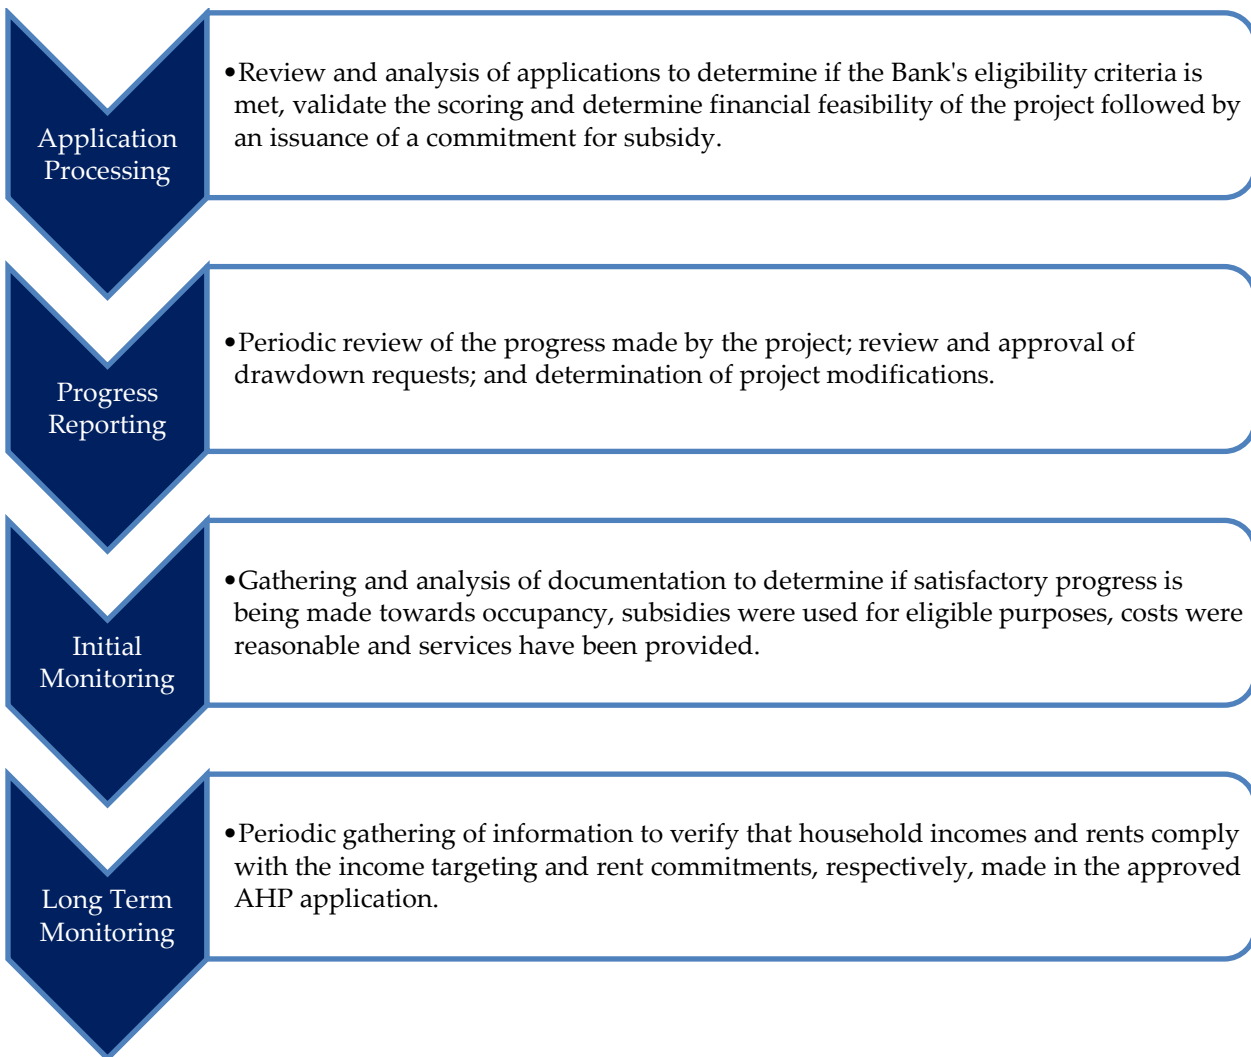 Application
Processing
•Review and analysis of applications to determine if the Bank's eligibility criteria is
met, validate the scoring and determine financial feasibility of the project followed by
an issuance of a commitment for subsidy.
Progress
Reporting
•Periodic review of the progress made by the project; review and approval of
drawdown requests; and determination of project modifications.
Initial
Monitoring
•Gathering and analysis of documentation to determine if satisfactory progress is
being made towards occupancy, subsidies were used for eligible purposes, costs were
reasonable and services have been provided.
Long Term
Monitoring
•Periodic gathering of information to verify that household incomes and rents comply
with the income targeting and rent commitments, respectively, made in the approved
AHP application.